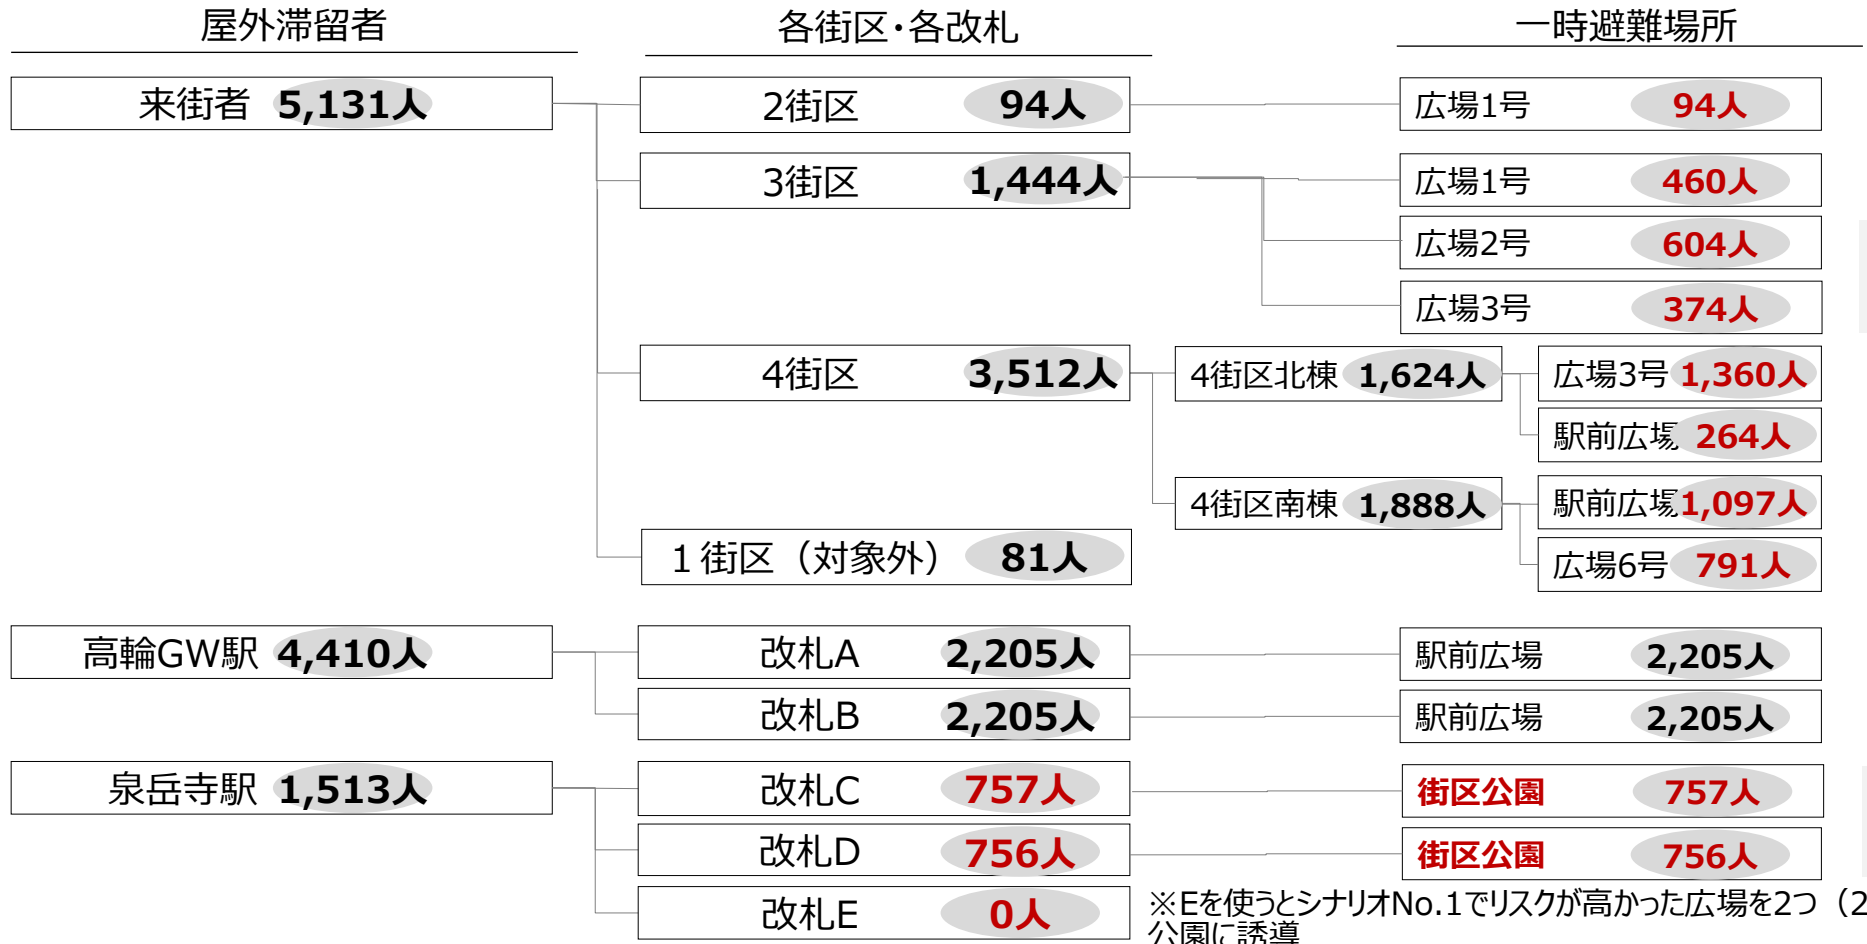 屋外滞留者 各街区・各改札 一時避難場所
来街者 5,131人 2街区 94人 広場1号 94人
3街区 1,444人 広場1号 460人
広場2号 604人
広場3号 374人
4街区 3,512人 4街区北棟 1,624人 広場3号 1,360人
駅前広場 264人
4街区南棟 1,888人 駅前広場 1,097人
広場6号 791人
１街区（対象外） 81人
高輪GW駅 4,410人 改札A 2,205人 駅前広場 2,205人
改札B 2,205人 駅前広場 2,205人
泉岳寺駅 1,513人 改札C 757人 街区公園 757人
改札D 756人 街区公園 756人
改札E 0人
※Eを使うとシナリオNo.1でリスクが高かった広場を2つ（2
公園に誘導